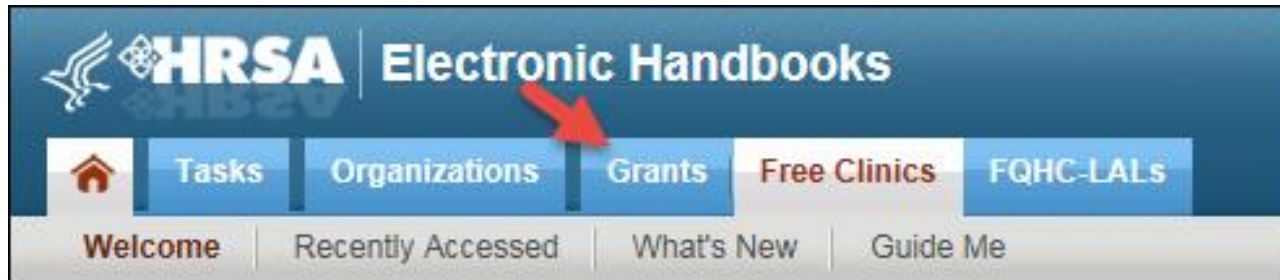 HRSA Electronic Handbooks
Tasks Organizations Grants Free Clinics FQHC-LALs
Welcome Recently Accessed What's New Guide Me